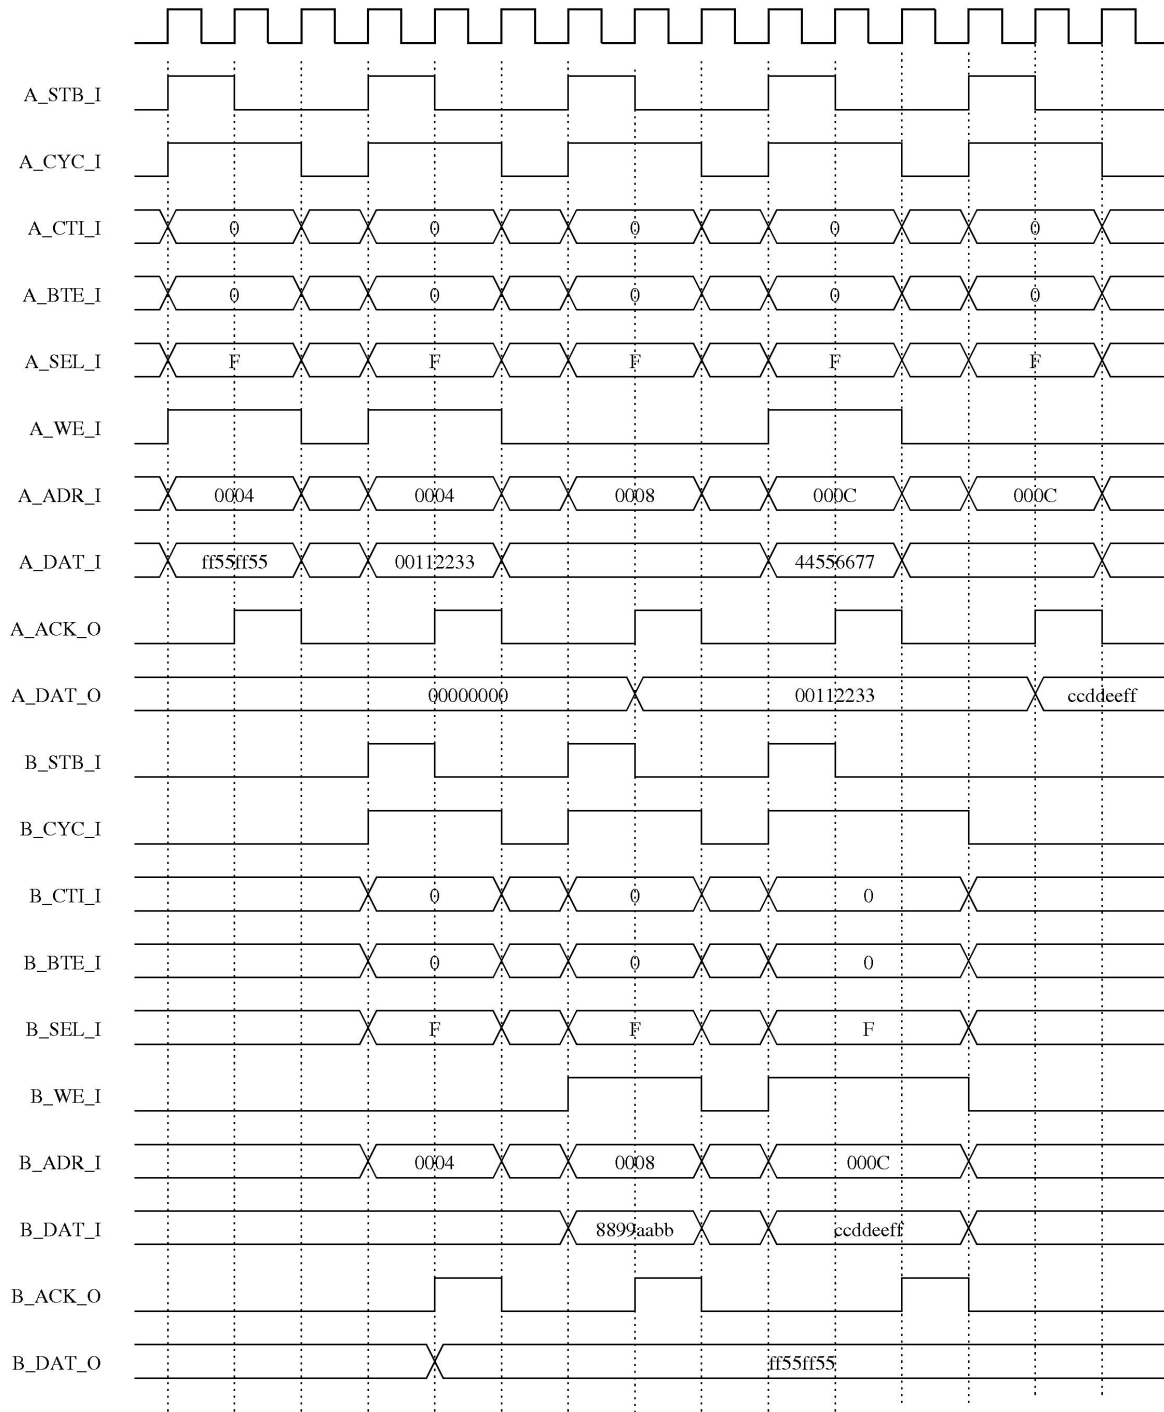 A_STB_I
A_CYC_I
A_CTI_I 0 0 0 0 0
A_BTE_I 0 0 0 0 0
A_SEL_I F F F F F
A_WE_I
A_ADR_I 0004 0004 0008 000C 000C
A_DAT_I ff55ff55 00112233 44556677
A_ACK_O
A_DAT_O 00000000 00112233 ccddeeff
B_STB_I
B_CYC_I
B_CTI_I 0 0 0
B_BTE_I 0 0 0
B_SEL_I F F F
B_WE_I
B_ADR_I 0004 0008 000C
B_DAT_I 8899aabb ccddeeff
B_ACK_O
B_DAT_O ff55ff55